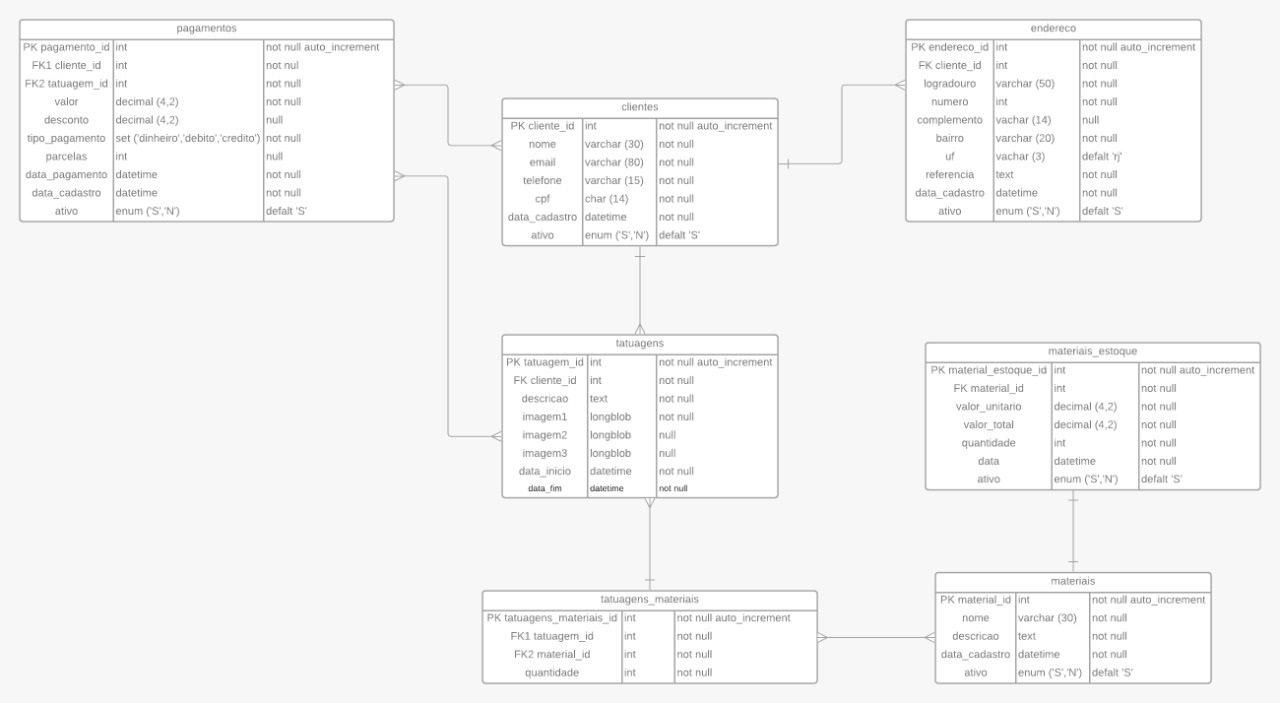 pagamentos
PK pagamento_id int not null auto_increment
FK1 cliente_id int not nul
FK2 tatuagem_id int not null
valor decimal (4,2) not null
desconto decimal (4,2) null
tipo_pagamento set ('dinheiro','debito','credito') not null
parcelas int null
data_pagamento datetime not null
data_cadastro datetime not null
ativo enum ('S','N') defalt 'S'
clientes
PK cliente_id int not null auto_increment
nome varchar (30) not null
email varchar (80) not null
telefone varchar (15) not null
cpf char (14) not null
data_cadastro datetime not null
ativo enum ('S','N') defalt 'S'
endereco
PK endereco_id int not null auto_increment
FK cliente_id int not null
logradouro varchar (50) not null
numero int not null
complemento vachar (14) null
bairro varchar (20) not null
uf vachar (3) defalt 'rj'
referencia text not null
data_cadastro datetime not null
ativo enum ('S','N') defalt 'S'
tatuagens
PK tatuagem_id int not null auto_increment
FK cliente_id int not null
descricao text not null
imagem1 longblob not null
imagem2 longblob null
imagem3 longblob null
data_inicio datetime not null
data_fim datetime not null
materiais_estoque
PK material_estoque_id int not null auto_increment
FK material_id int not null
valor_unitario decimal (4,2) not null
valor_total decimal (4,2) not null
quantidade int not null
data datetime not null
ativo enum ('S','N') defalt 'S'
tatuagens_materiais
PK tatuagens_materiais_id int not null auto_increment
FK1 tatuagem_id int not null
FK2 material_id int not null
quantidade int not null
materiais
PK material_id int not null auto_increment
nome varchar (30) not null
descricao text not null
data_cadastro datetime not null
ativo enum ('S','N') defalt 'S'